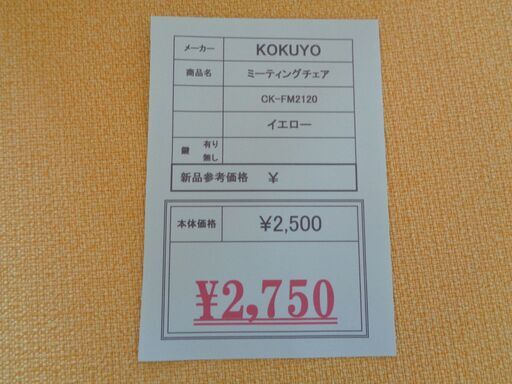 メーカー KOKUYO
商品名 ミーティングチェア
CK-FM2120
イエロー
鍵 有り 無し
新品参考価格 ¥
本体価格 ¥2,500
¥2,750